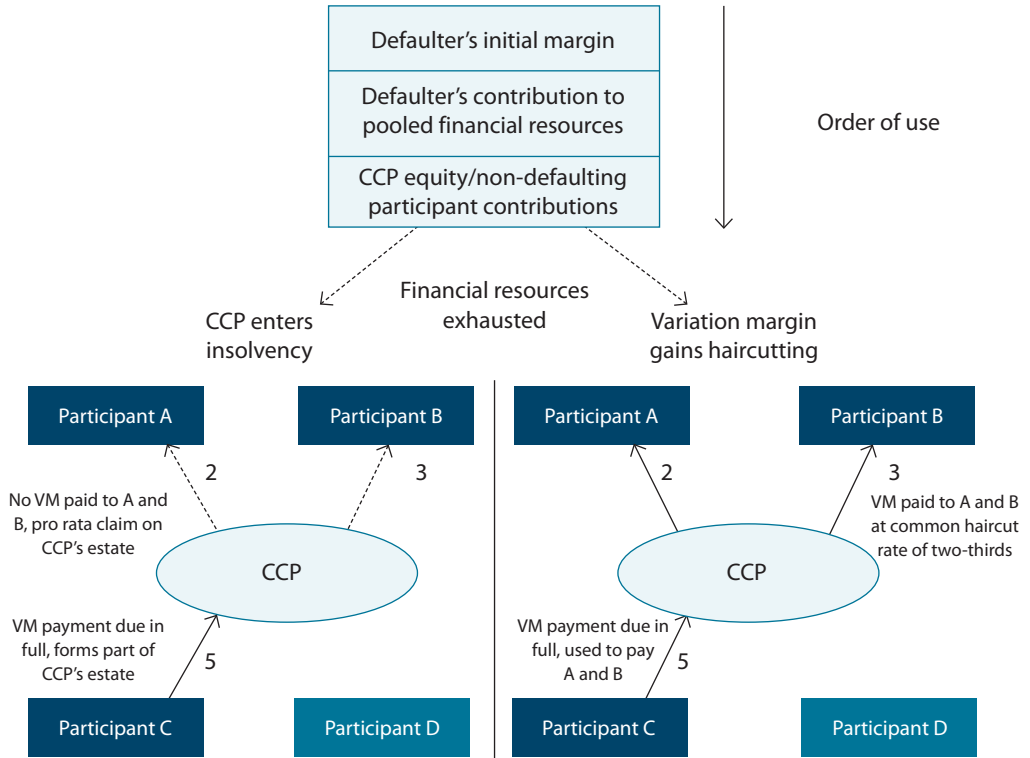 Defaulter’s initial margin
Defaulter’s contribution to
pooled financial resources
CCP equity/non-defaulting
participant contributions
Order of use
Financial resources
exhausted
CCP enters
insolvency
Variation margin
gains haircutting
Participant A
Participant B
2
3
No VM paid to A and
B, pro rata claim on
CCP’s estate
CCP
VM payment due in
full, forms part of
CCP’s estate
5
Participant C
Participant D
Participant A
Participant B
2
3
VM paid to A and B
at common haircut
rate of two-thirds
CCP
VM payment due in
full, used to pay
A and B
5
Participant C
Participant D